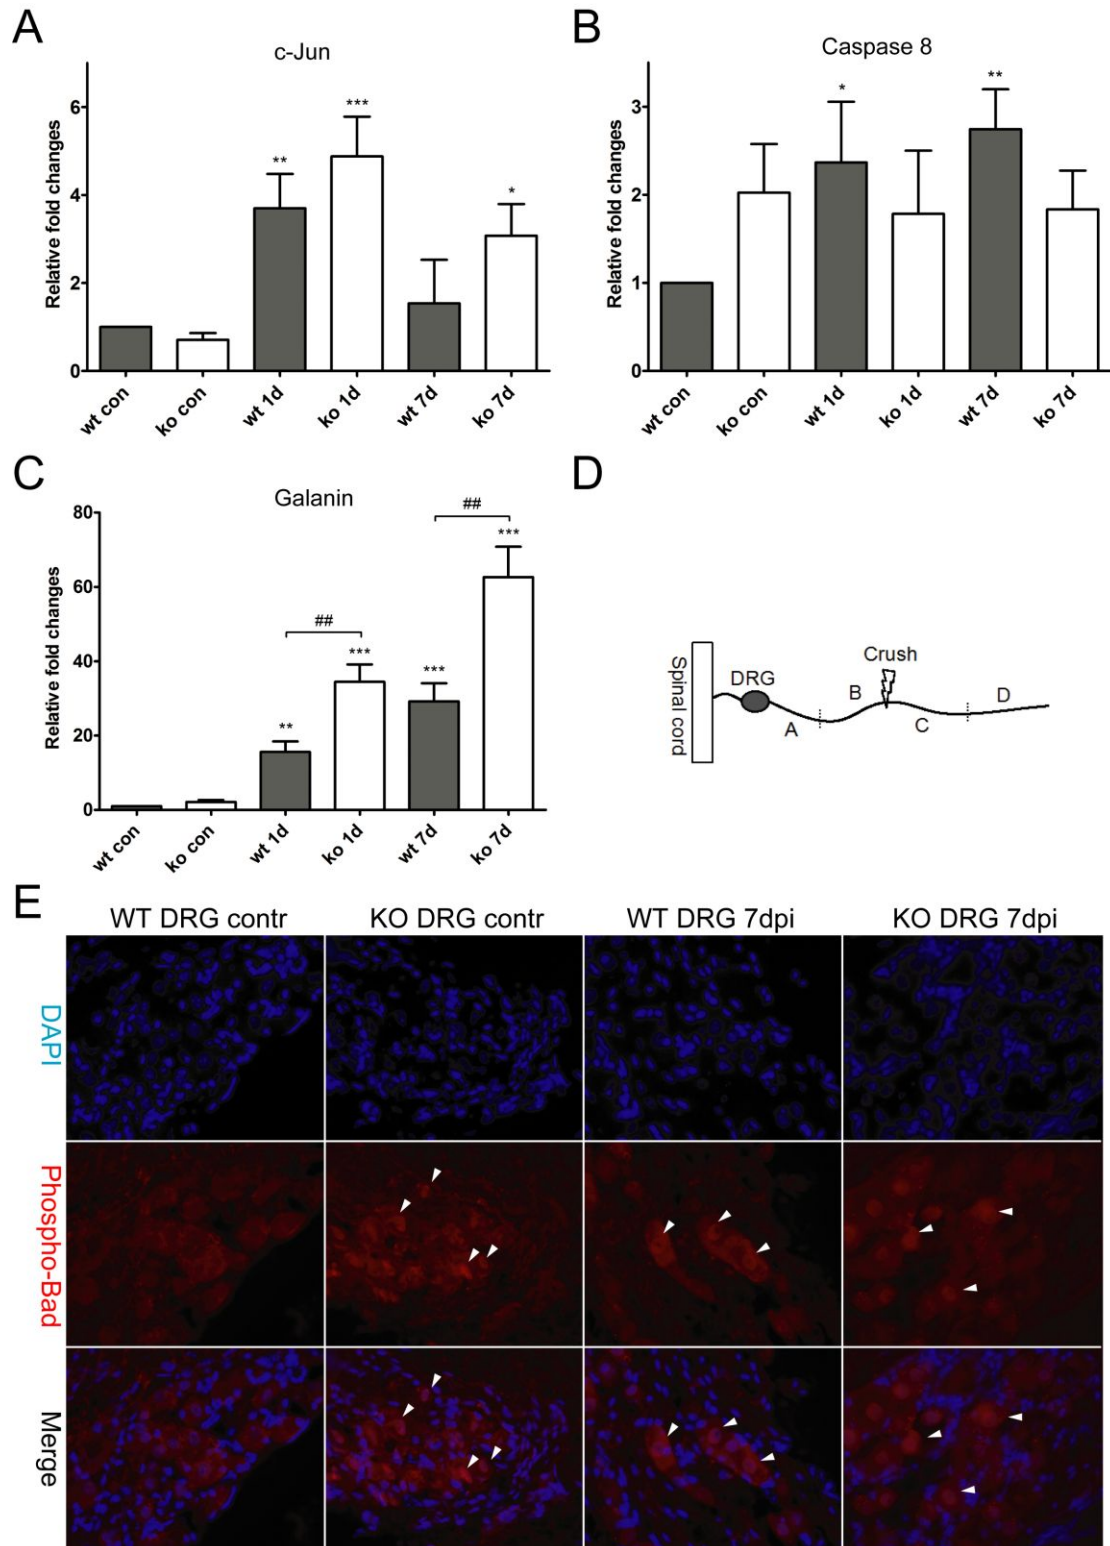 A
c-Jun
Relative fold changes
6
4
2
0
**
***
*
wt con
ko con
wt 1d
ko 1d
wt 7d
ko 7d
B
Caspase 8
Relative fold changes
3
2
1
0
*
**
wt con
ko con
wt 1d
ko 1d
wt 7d
ko 7d
C
Galanin
Relative fold changes
80
60
40
20
0
**
##
***
***
##
***
wt con
ko con
wt 1d
ko 1d
wt 7d
ko 7d
D
Spinal cord
DRG
A
B
Crush
C
D
E
WT DRG contr
KO DRG contr
WT DRG 7dpi
KO DRG 7dpi
DAPI
Phospho-Bad
Merge